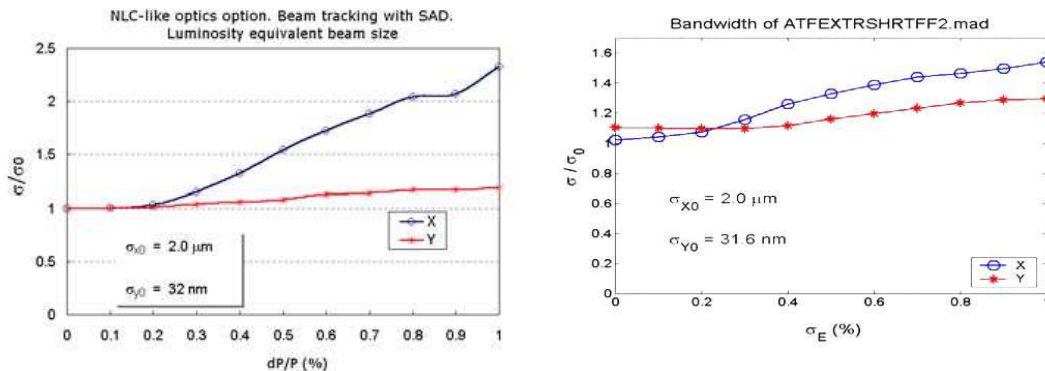 NLC-like optics option. Beam tracking with SAD.
Luminosity equivalent beam size
σ/σ0
2.5
2
1.5
1
0.5
0
σx0 = 2.0 μm
σy0 = 32 nm
X
Y
0 0.1 0.2 0.3 0.4 0.5 0.6 0.7 0.8 0.9 1
dP/P (%)
Bandwidth of ATFEXTRSHRTFF2.mad
σ/σ0
1.6
1.4
1.2
1
0.8
0.6
0.4
0.2
0
σX0 = 2.0 μm
σY0 = 31.6 nm
X
Y
0 0.2 0.4 0.6 0.8 1
σE (%)